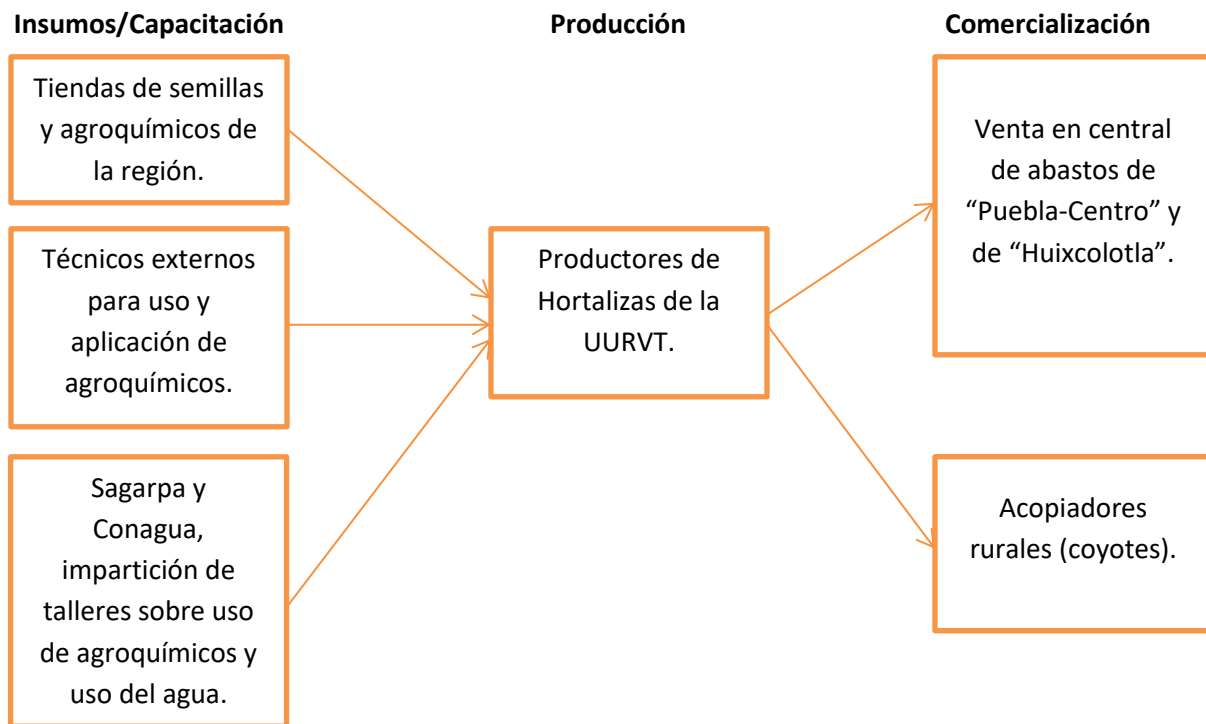 Insumos/Capacitación
Producción
Comercialización
Tiendas de semillas
y agroquímicos de
la región.
Técnicos externos
para uso y
aplicación de
agroquímicos.
Sagarpa y
Conagua,
impartición de
talleres sobre uso
de agroquímicos y
uso del agua.
Productores de
Hortalizas de la
UURVT.
Venta en central
de abastos de
“Puebla-Centro” y
de “Huixcolotla”.
Acopiadores
rurales (coyotes).